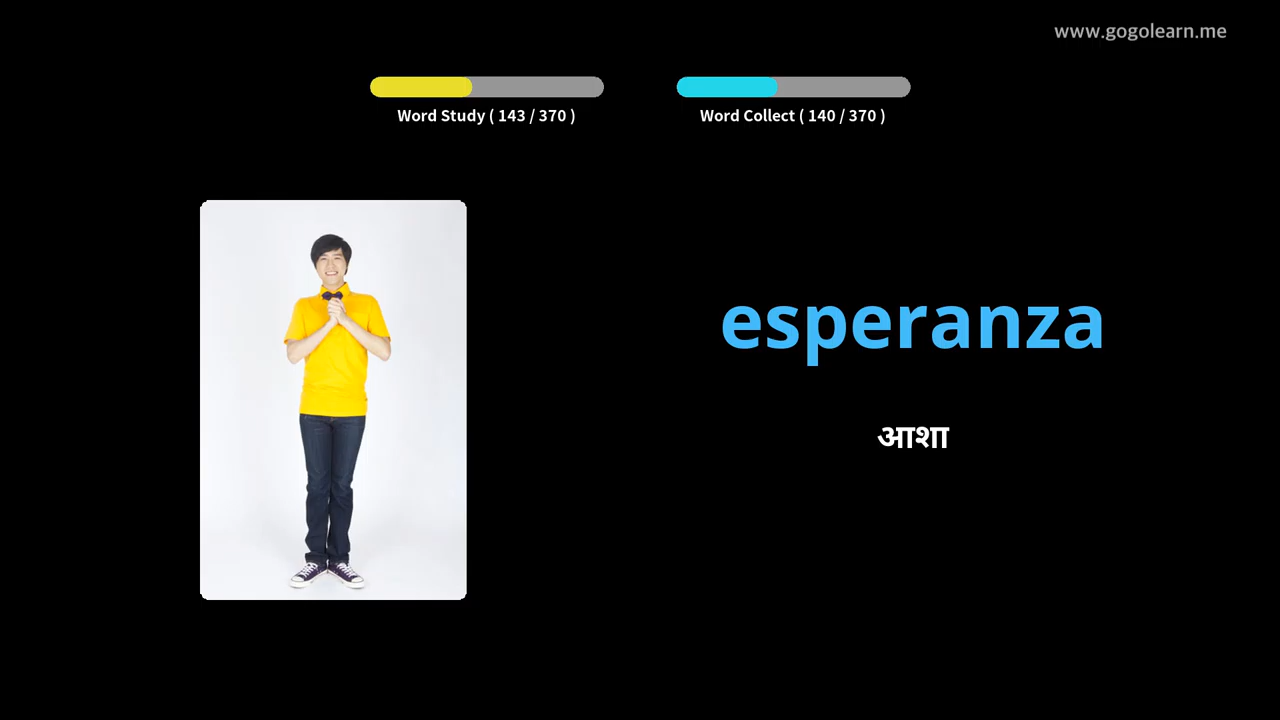 www.gogolearn.me
Word Study ( 143 / 370 )
Word Collect ( 140 / 370 )
esperanza
आशा